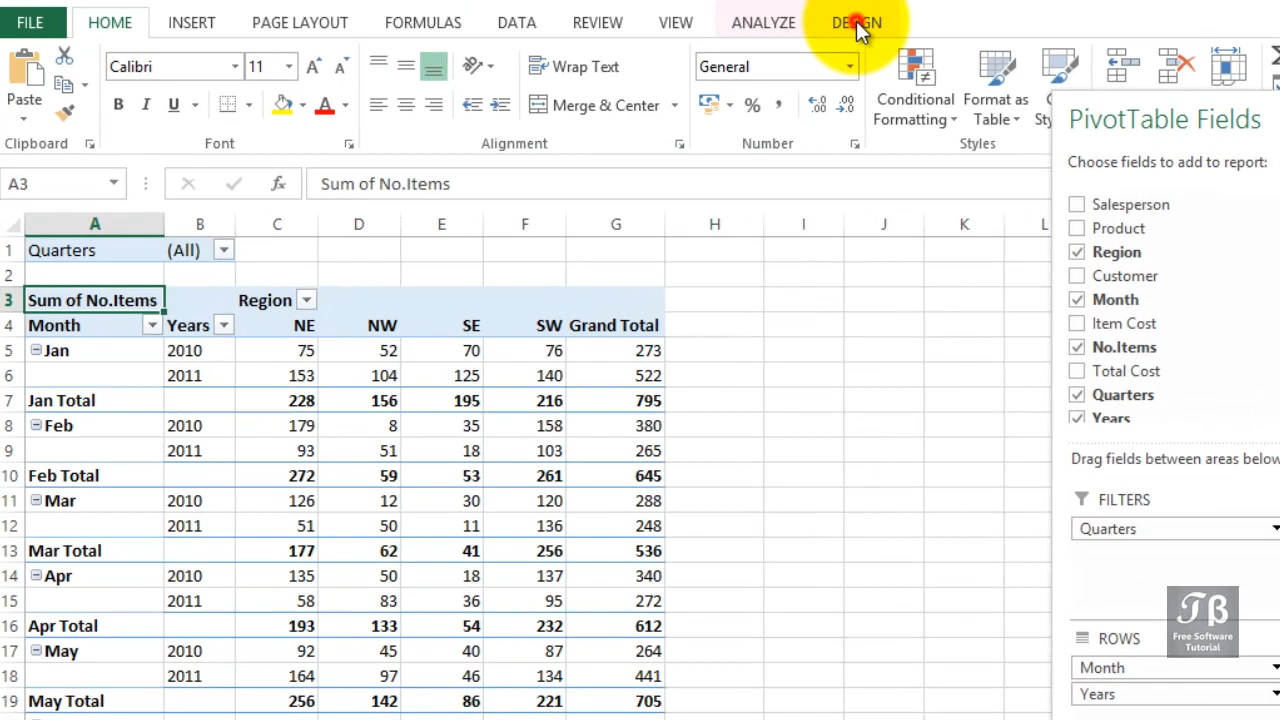 FILE HOME INSERT PAGE LAYOUT FORMULAS DATA REVIEW VIEW ANALYZE DESIGN
Calibri 11 Wrap Text General
Paste B I U Merge & Center % , Conditional Formatting Format as Table
Clipboard Font Alignment Number Styles
PivotTable Fields
Choose fields to add to report:
Salesperson
Product
Region
Customer
Month
Item Cost
No.Items
Total Cost
Quarters
Years
Drag fields between areas below
FILTERS
Quarters
ROWS
Month
Years
A3 fx Sum of No.Items
A B C D E F G H I J K L
1 Quarters (All)
2
3 Sum of No.Items Region
4 Month Years NE NW SE SW Grand Total
5 Jan 2010 75 52 70 76 273
6 2011 153 104 125 140 522
7 Jan Total 228 156 195 216 795
8 Feb 2010 179 8 35 158 380
9 2011 93 51 18 103 265
10 Feb Total 272 59 53 261 645
11 Mar 2010 126 12 30 120 288
12 2011 51 50 11 136 248
13 Mar Total 177 62 41 256 536
14 Apr 2010 135 50 18 137 340
15 2011 58 83 36 95 272
16 Apr Total 193 133 54 232 612
17 May 2010 92 45 40 87 264
18 2011 164 97 46 134 441
19 May Total 256 142 86 221 705
TB
Free Software
Tutorial